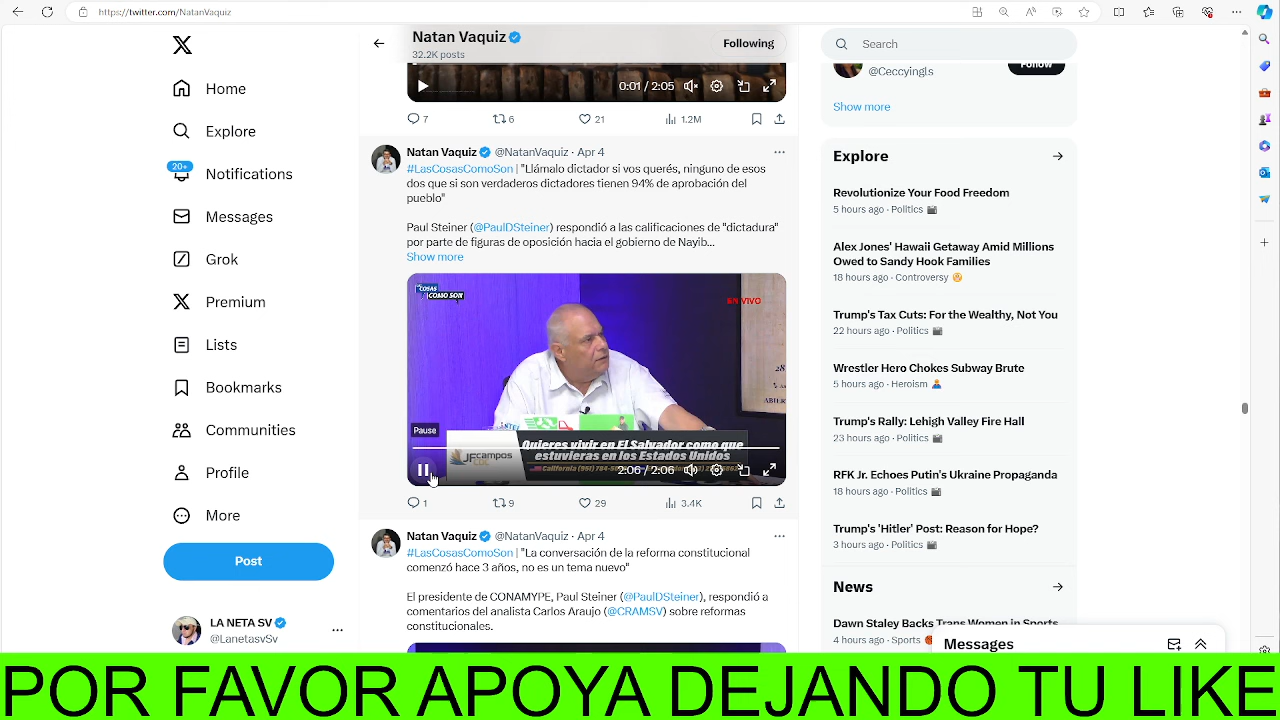 https://twitter.com/NatanVaquiz
Home
Explore
20+
Notifications
Messages
Grok
Premium
Lists
Bookmarks
Communities
Profile
More
Post
LA NETA SV
@LanetasvSv
Natan Vaquiz
32.2K posts
Following
0:01 / 2:05
7
6
21
1.2M
Natan Vaquiz @NatanVaquiz · Apr 4
#LasCosasComoSon | "Llámalo dictador si vos querés, ninguno de esos
dos que si son verdaderos dictadores tienen 94% de aprobación del
pueblo"
Paul Steiner (@PaulDSteiner) respondió a las calificaciones de "dictadura"
por parte de figuras de oposición hacia el gobierno de Nayib...
Show more
COSAS
COMO SON
EN VIVO
28
ABIER
Pause
JFcampos
Quieres vivir en El Salvador como que
estuvieras en los Estados Unidos
California (951) 784-5
2:06 / 2:06
1
9
29
3.4K
Natan Vaquiz @NatanVaquiz · Apr 4
#LasCosasComoSon | "La conversación de la reforma constitucional
comenzó hace 3 años, no es un tema nuevo"
El presidente de CONAMYPE, Paul Steiner (@PaulDSteiner), respondió a
comentarios del analista Carlos Araujo (@CRAMSV) sobre reformas
constitucionales.
Search
@Ceccyingls
Follow
Show more
Explore
Revolutionize Your Food Freedom
5 hours ago · Politics
Alex Jones' Hawaii Getaway Amid Millions
Owed to Sandy Hook Families
18 hours ago · Controversy
Trump's Tax Cuts: For the Wealthy, Not You
22 hours ago · Politics
Wrestler Hero Chokes Subway Brute
5 hours ago · Heroism
Trump's Rally: Lehigh Valley Fire Hall
23 hours ago · Politics
RFK Jr. Echoes Putin's Ukraine Propaganda
18 hours ago · Politics
Trump's 'Hitler' Post: Reason for Hope?
3 hours ago · Politics
News
Dawn Staley Backs Trans Women in Sports
4 hours ago · Sports
Messages
POR FAVOR APOYA DEJANDO TU LIKE